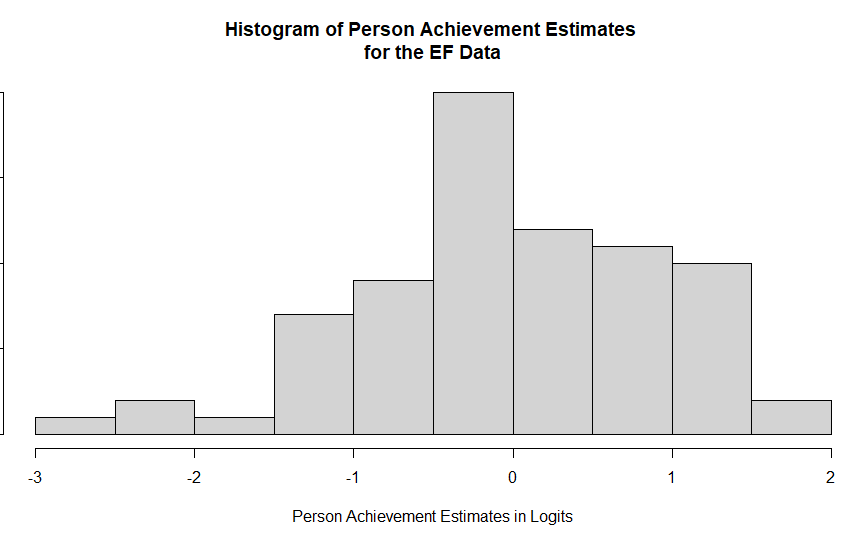 Histogram of Person Achievement Estimates
for the EF Data
-3 -2 -1 0 1 2
Person Achievement Estimates in Logits